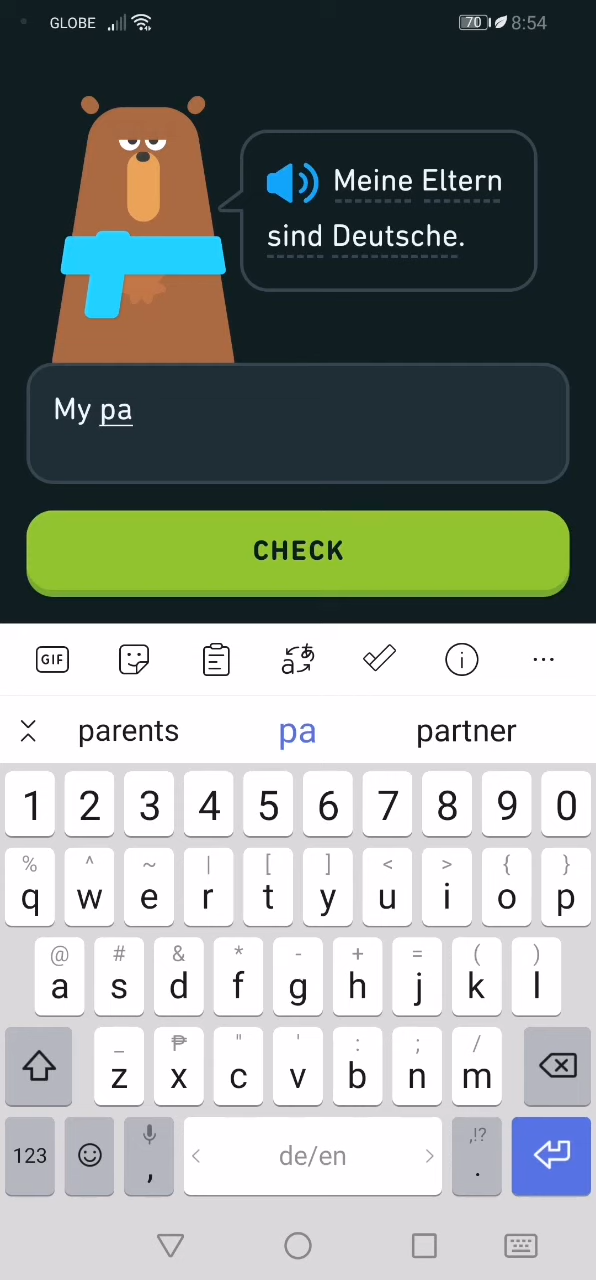 GLOBE 70 8:54
Meine Eltern
sind Deutsche.
My pa
CHECK
GIF
parents pa partner
1 2 3 4 5 6 7 8 9 0
% ^ ~ | [ ] < > { }
q w e r t y u i o p
@ # & * - + = ( )
a s d f g h j k l
_ ₱ " ' : ; /
z x c v b n m
123 , de/en ,!? .